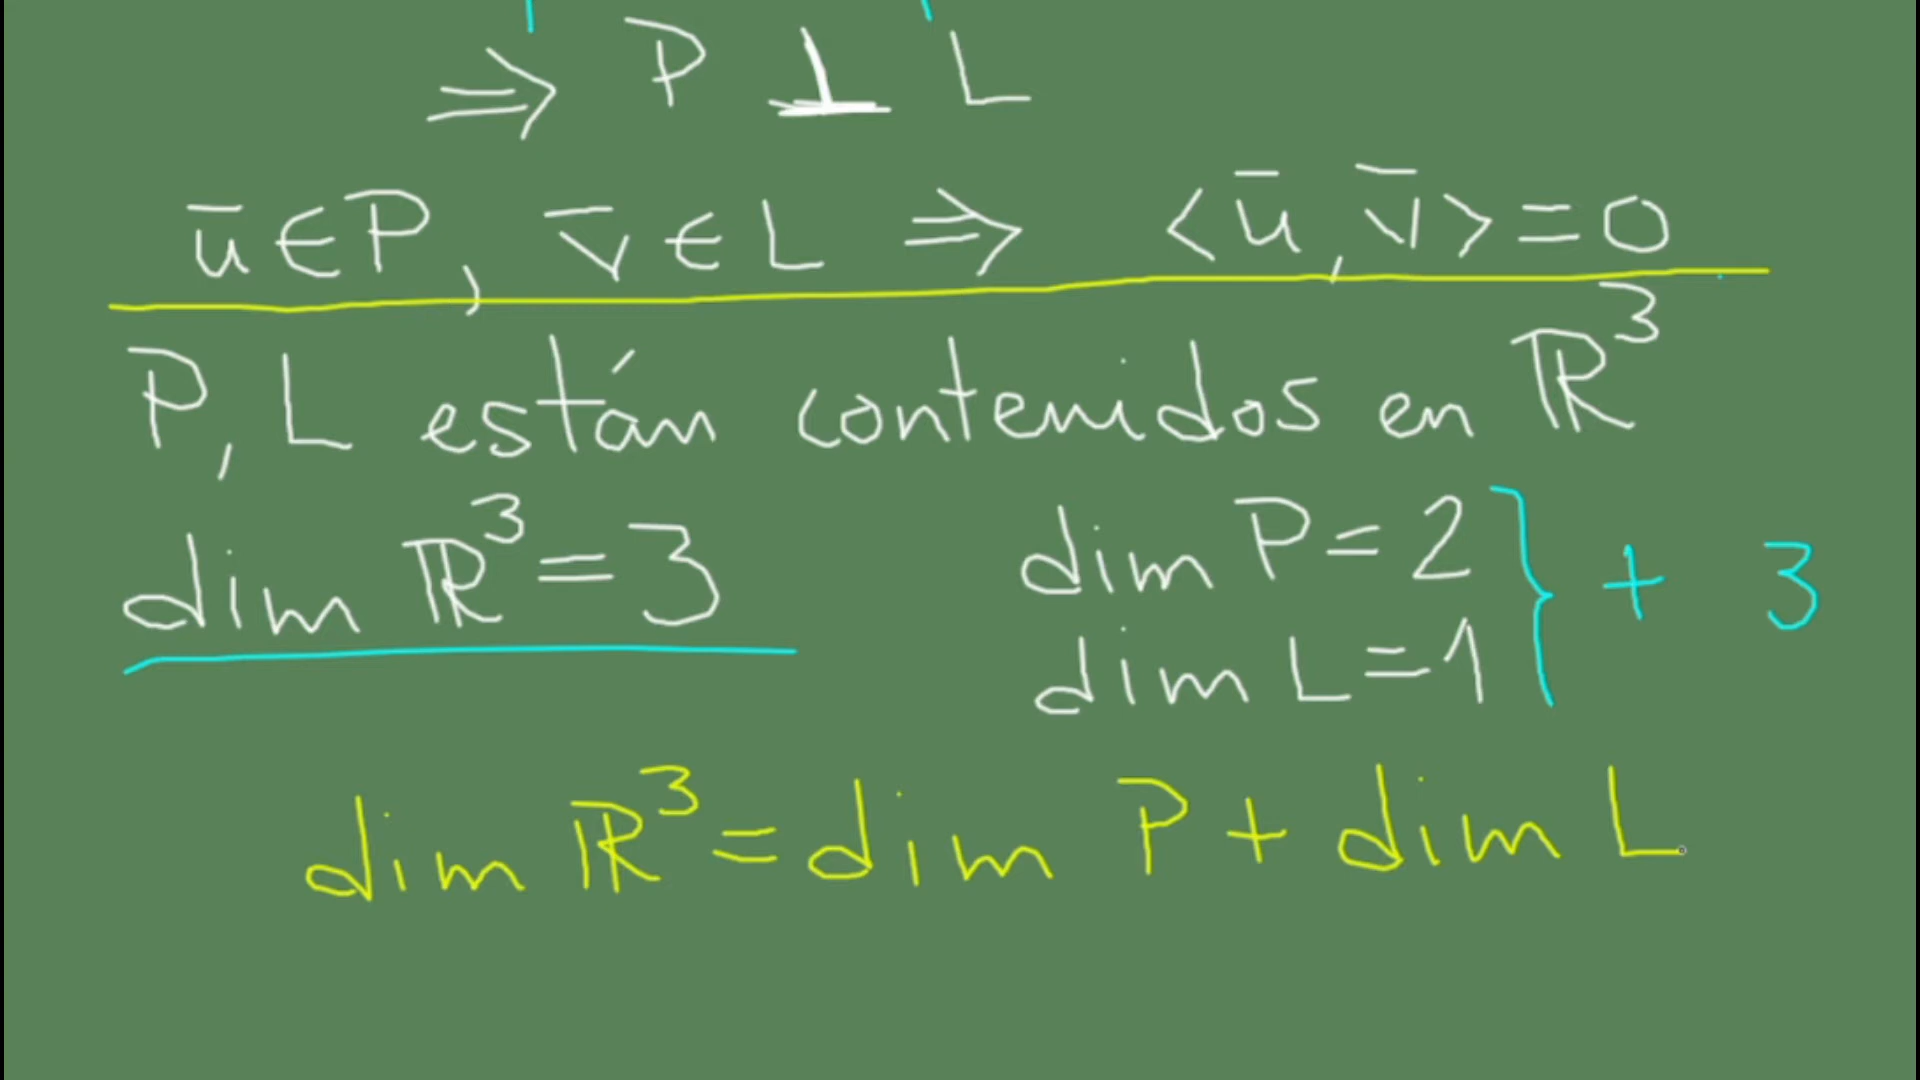 ⇒ P ⊥ L
ū ∈ P, v̄ ∈ L ⇒ <ū, v̄> = 0
P, L están contenidos en ℝ³
dim ℝ³ = 3
dim P = 2
dim L = 1
} + 3
dim ℝ³ = dim P + dim L